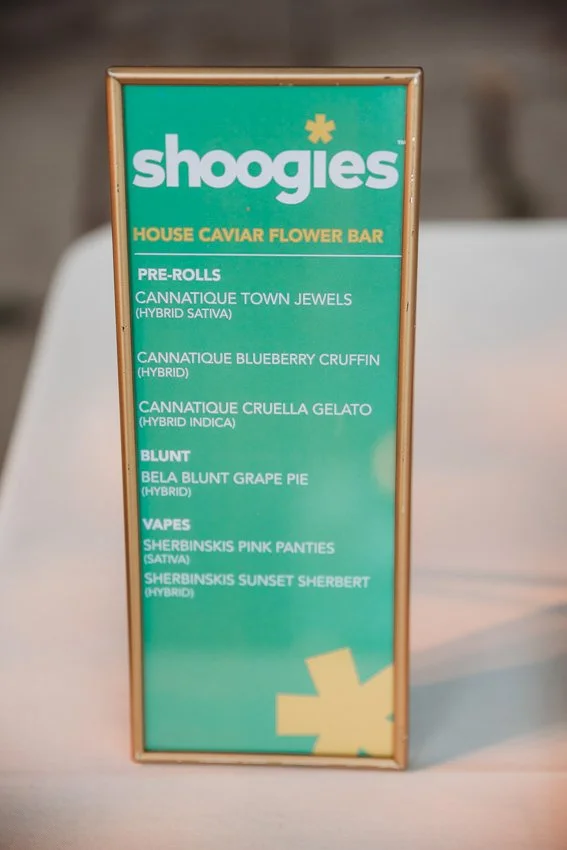 shoogies™
HOUSE CAVIAR FLOWER BAR
PRE-ROLLS
CANNATIQUE TOWN JEWELS
(HYBRID SATIVA)
CANNATIQUE BLUEBERRY CRUFFIN
(HYBRID)
CANNATIQUE CRUELLA GELATO
(HYBRID INDICA)
BLUNT
BELA BLUNT GRAPE PIE
(HYBRID)
VAPES
SHERBINSKIS PINK PANTIES
(SATIVA)
SHERBINSKIS SUNSET SHERBERT
(HYBRID)